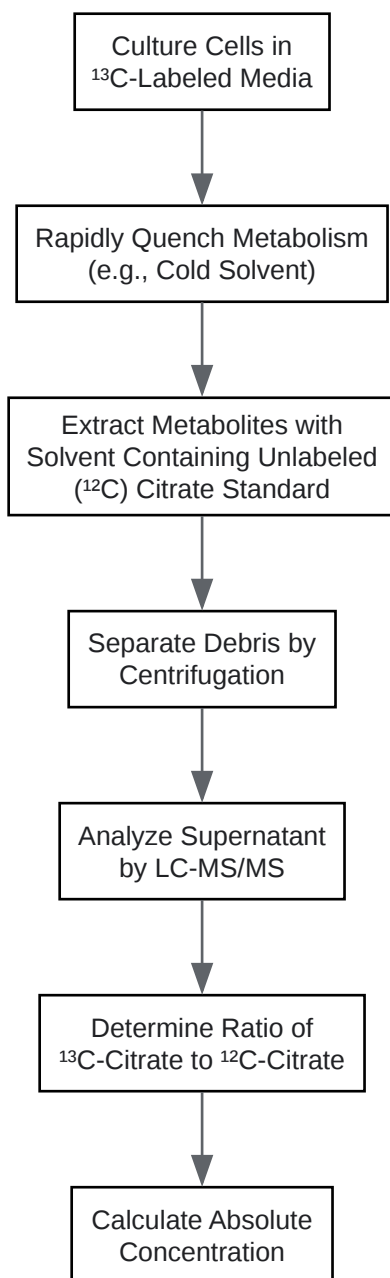 Culture Cells in
¹³C-Labeled Media
Rapidly Quench Metabolism
(e.g., Cold Solvent)
Extract Metabolites with
Solvent Containing Unlabeled
(¹²C) Citrate Standard
Separate Debris by
Centrifugation
Analyze Supernatant
by LC-MS/MS
Determine Ratio of
¹³C-Citrate to ¹²C-Citrate
Calculate Absolute
Concentration